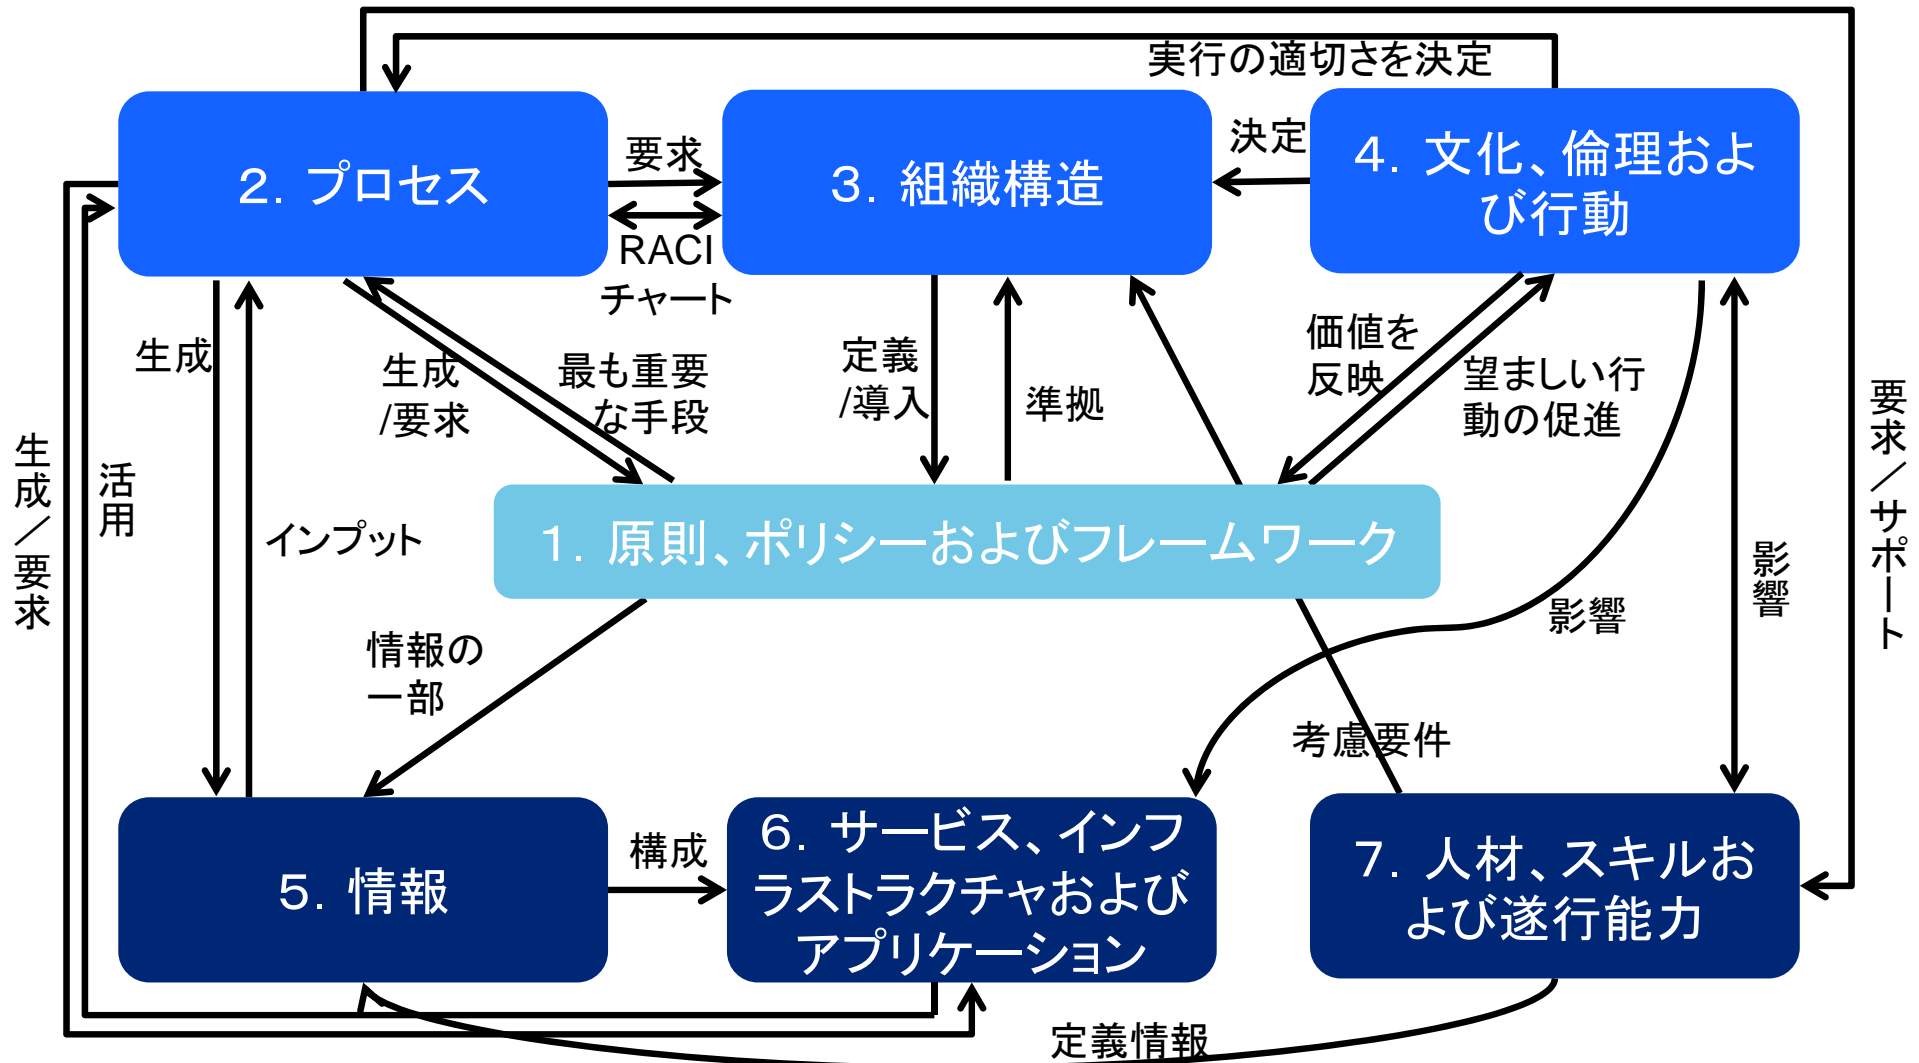 実行の適切さを決定
２．プロセス
要求
RACI
チャート
３．組織構造
決定
４．文化、倫理およ
び行動
生成
生成
/要求
最も重要
な手段
定義
/導入
準拠
価値を
反映
望ましい行
動の促進
生成／要求
活用
インプット
１．原則、ポリシーおよびフレームワーク
影響
影響
要求／サポート
情報の
一部
考慮要件
５．情報
構成
６．サービス、インフ
ラストラクチャおよび
アプリケーション
７．人材、スキルお
よび遂行能力
定義情報